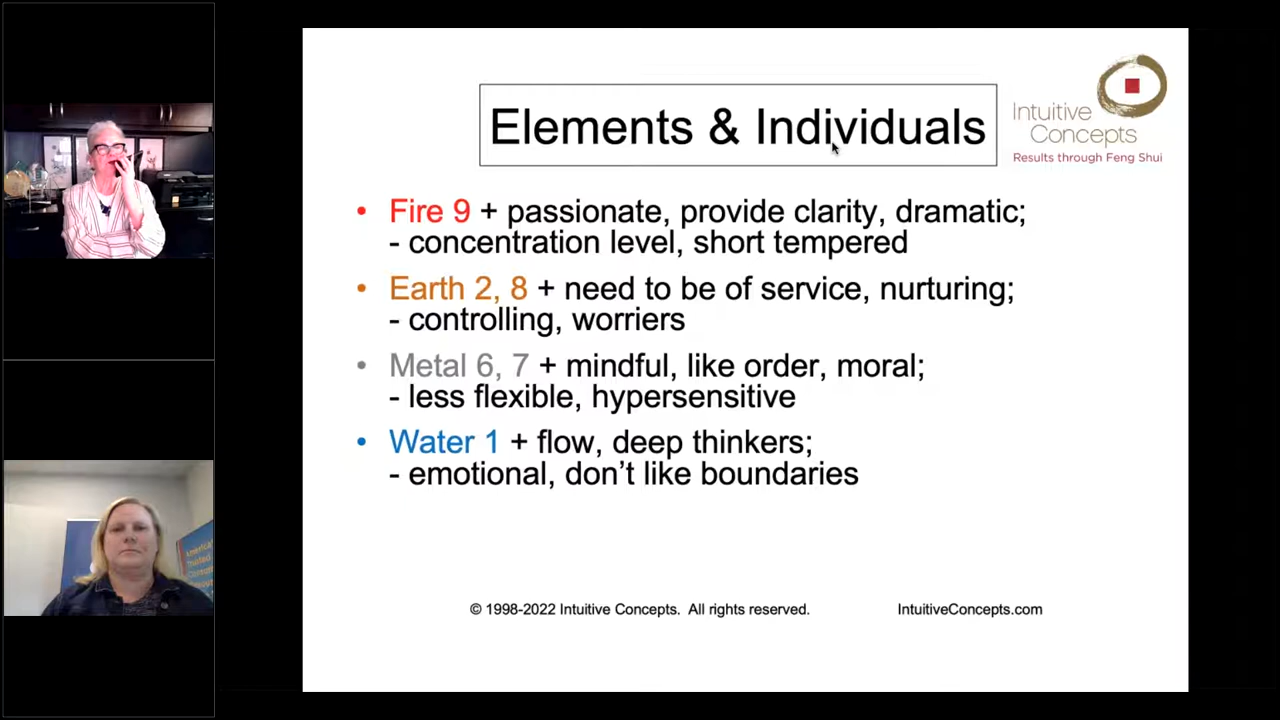 Elements & Individuals
Intuitive
Concepts
Results through Feng Shui
• Fire 9 + passionate, provide clarity, dramatic;
- concentration level, short tempered
• Earth 2, 8 + need to be of service, nurturing;
- controlling, worriers
• Metal 6, 7 + mindful, like order, moral;
- less flexible, hypersensitive
• Water 1 + flow, deep thinkers;
- emotional, don’t like boundaries
© 1998-2022 Intuitive Concepts. All rights reserved.
IntuitiveConcepts.com
America's